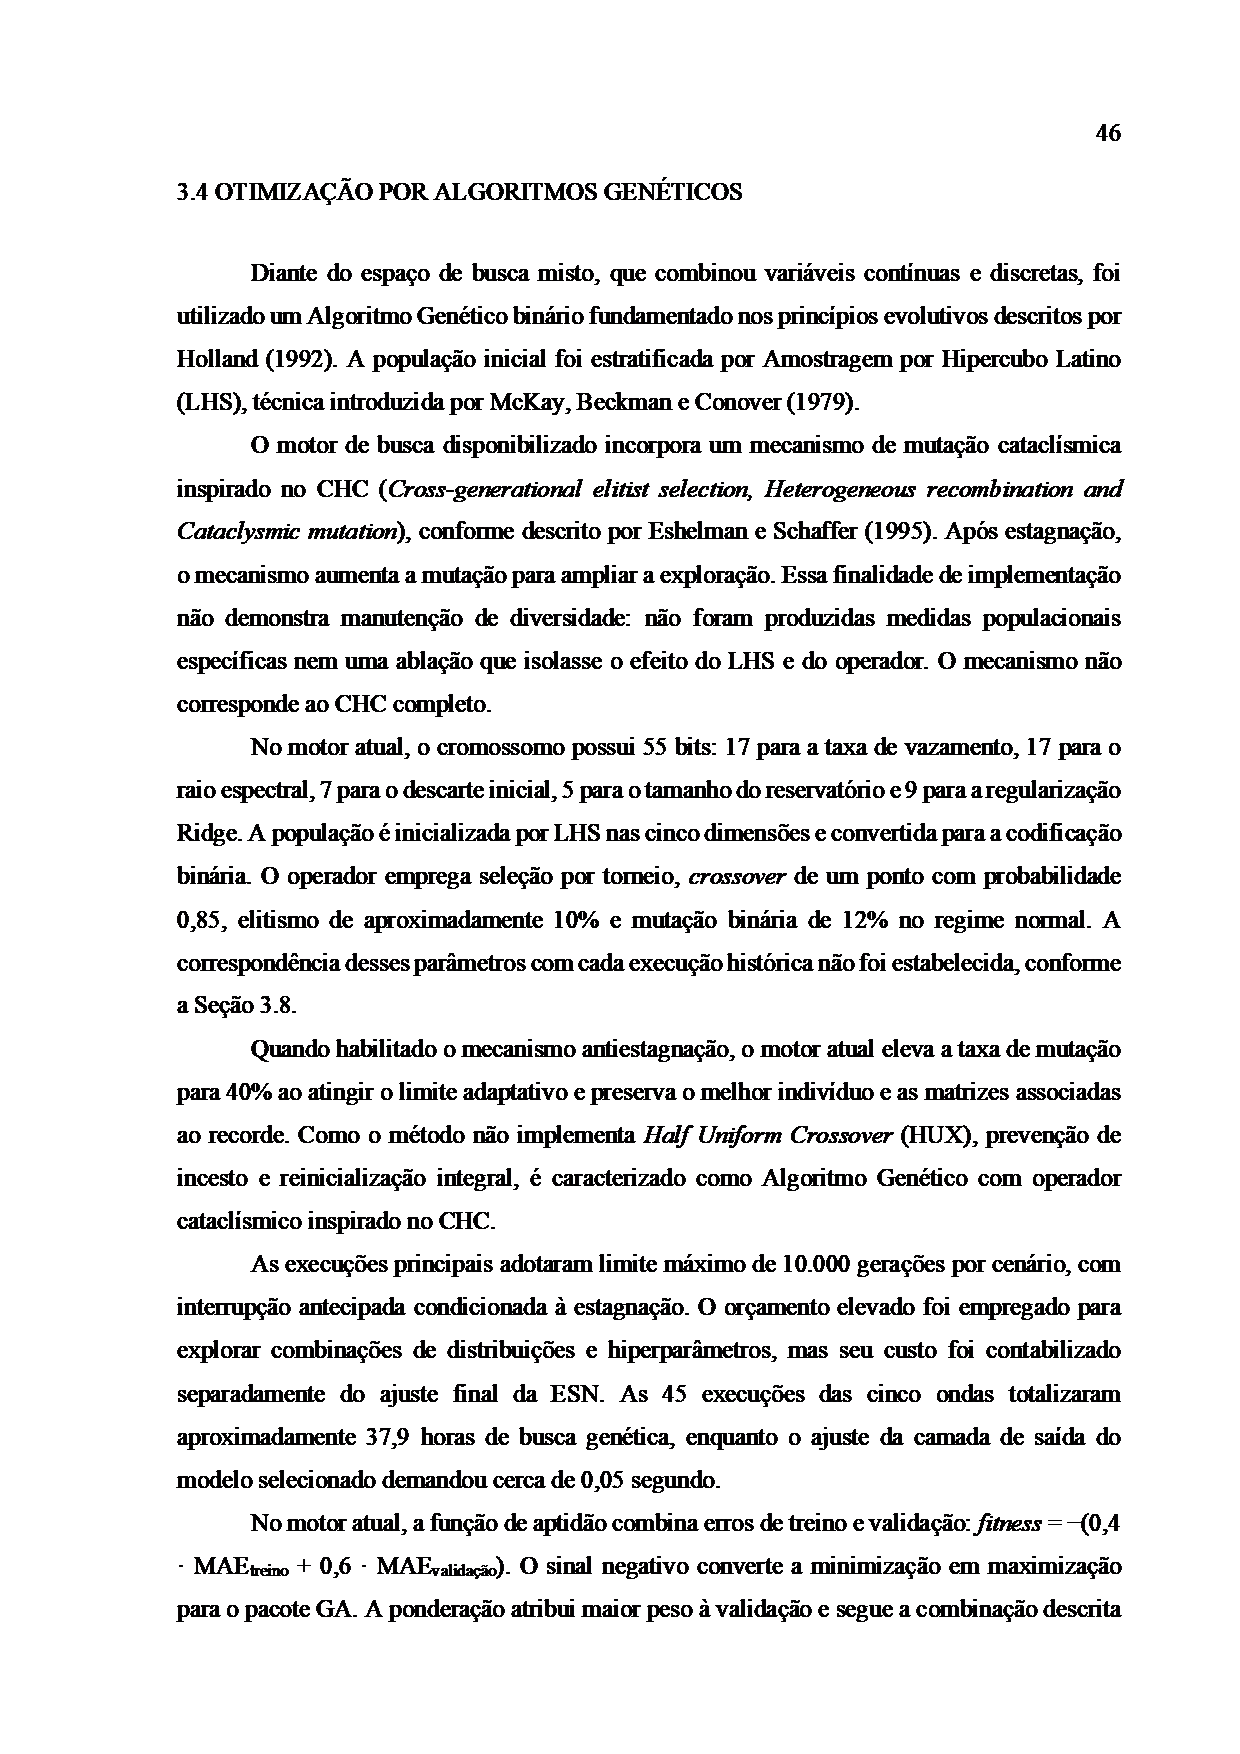 46
3.4 OTIMIZAÇÃO POR ALGORITMOS GENÉTICOS
Diante do espaço de busca misto, que combinou variáveis contínuas e discretas, foi
utilizado um Algoritmo Genético binário fundamentado nos princípios evolutivos descritos por
Holland (1992). A população inicial foi estratificada por Amostragem por Hipercubo Latino
(LHS), técnica introduzida por McKay, Beckman e Conover (1979).
O motor de busca disponibilizado incorpora um mecanismo de mutação cataclísmica
inspirado no CHC (Cross-generational elitist selection, Heterogeneous recombination and
Cataclysmic mutation), conforme descrito por Eshelman e Schaffer (1995). Após estagnação,
o mecanismo aumenta a mutação para ampliar a exploração. Essa finalidade de implementação
não demonstra manutenção de diversidade: não foram produzidas medidas populacionais
específicas nem uma ablação que isolasse o efeito do LHS e do operador. O mecanismo não
corresponde ao CHC completo.
No motor atual, o cromossomo possui 55 bits: 17 para a taxa de vazamento, 17 para o
raio espectral, 7 para o descarte inicial, 5 para o tamanho do reservatório e 9 para a regularização
Ridge. A população é inicializada por LHS nas cinco dimensões e convertida para a codificação
binária. O operador emprega seleção por torneio, crossover de um ponto com probabilidade
0,85, elitismo de aproximadamente 10% e mutação binária de 12% no regime normal. A
correspondência desses parâmetros com cada execução histórica não foi estabelecida, conforme
a Seção 3.8.
Quando habilitado o mecanismo antiestagnação, o motor atual eleva a taxa de mutação
para 40% ao atingir o limite adaptativo e preserva o melhor indivíduo e as matrizes associadas
ao recorde. Como o método não implementa Half Uniform Crossover (HUX), prevenção de
incesto e reinicialização integral, é caracterizado como Algoritmo Genético com operador
cataclísmico inspirado no CHC.
As execuções principais adotaram limite máximo de 10.000 gerações por cenário, com
interrupção antecipada condicionada à estagnação. O orçamento elevado foi empregado para
explorar combinações de distribuições e hiperparâmetros, mas seu custo foi contabilizado
separadamente do ajuste final da ESN. As 45 execuções das cinco ondas totalizaram
aproximadamente 37,9 horas de busca genética, enquanto o ajuste da camada de saída do
modelo selecionado demandou cerca de 0,05 segundo.
No motor atual, a função de aptidão combina erros de treino e validação: fitness = −(0,4
· MAEtreino + 0,6 · MAEvalidação). O sinal negativo converte a minimização em maximização
para o pacote GA. A ponderação atribui maior peso à validação e segue a combinação descrita